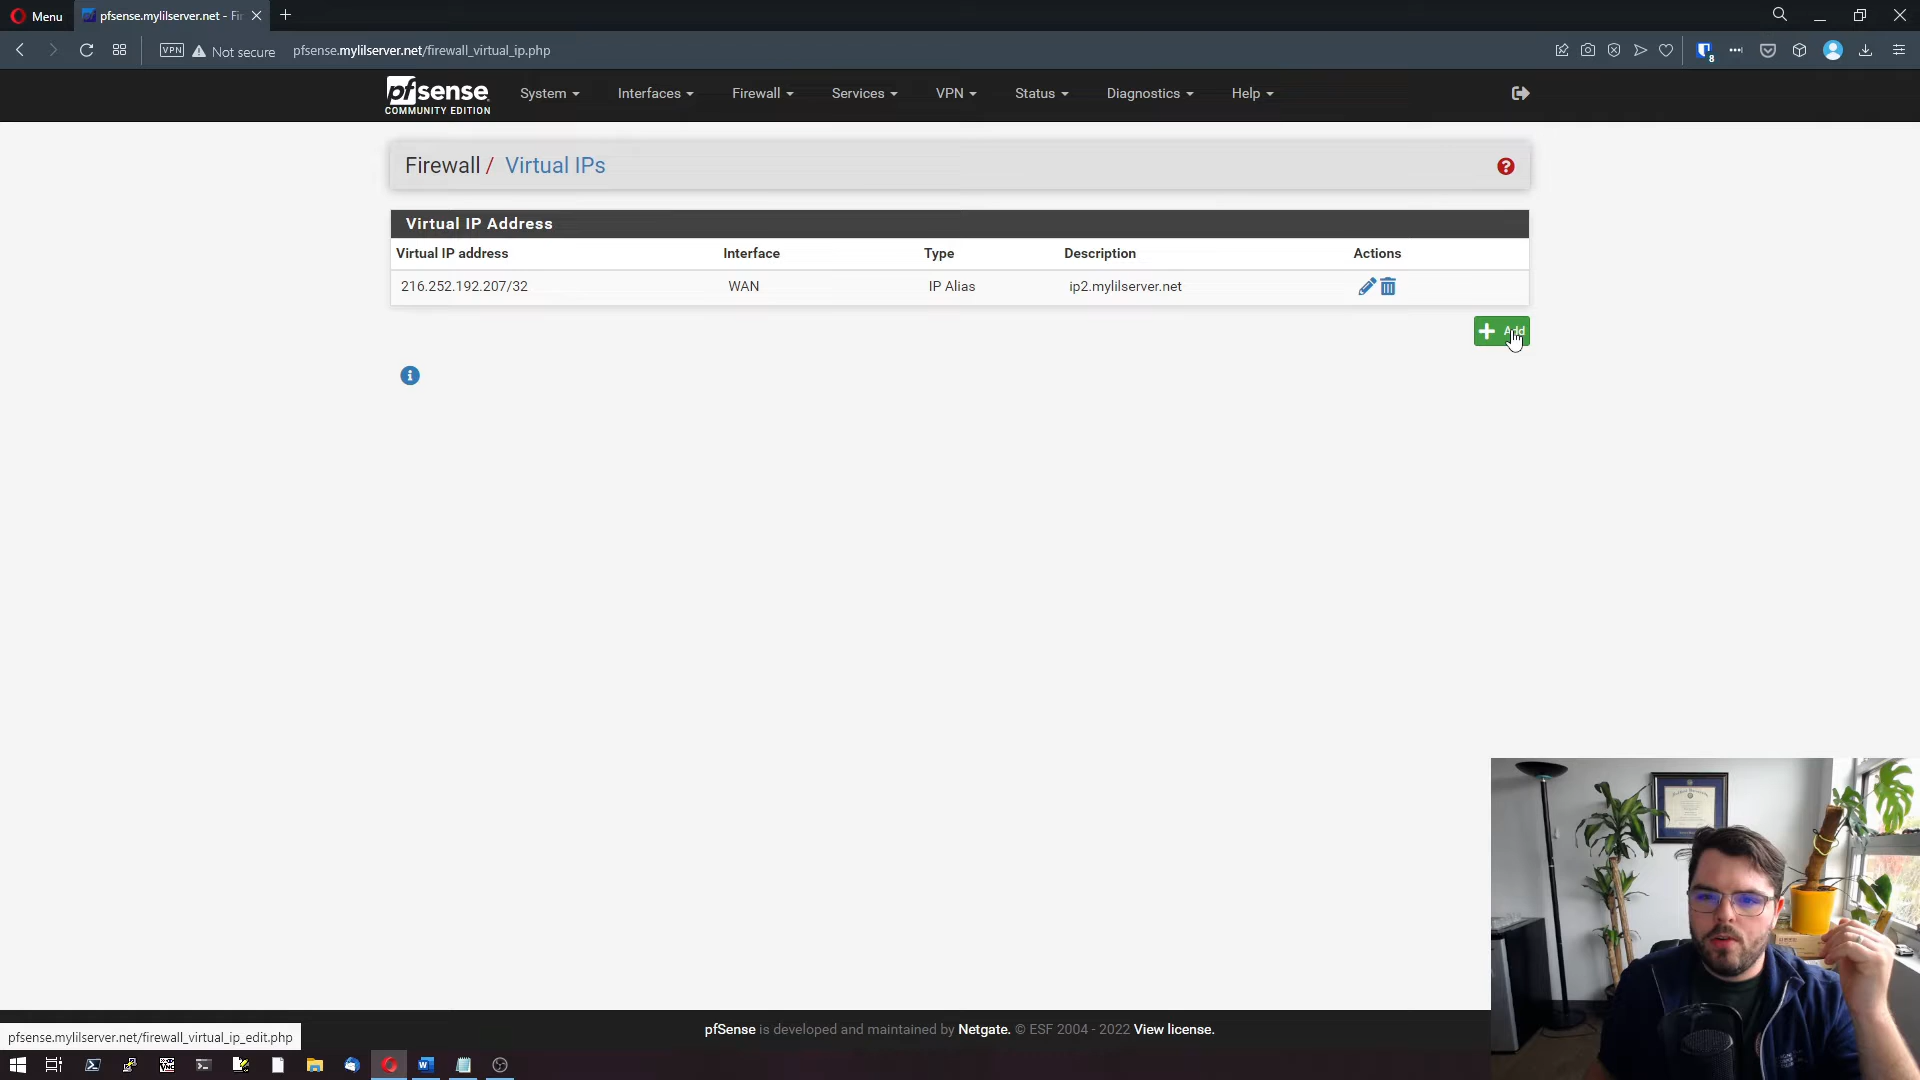 Menu
pfsense.mylilserver.net - Fi
VPN
Not secure
pfsense.mylilserver.net/firewall_virtual_ip.php
8
pfsense
COMMUNITY EDITION
System
Interfaces
Firewall
Services
VPN
Status
Diagnostics
Help
Firewall / Virtual IPs
Virtual IP Address
Virtual IP address Interface Type Description Actions
216.252.192.207/32 WAN IP Alias ip2.mylilserver.net
Add
pfSense is developed and maintained by Netgate. © ESF 2004 - 2022 View license.
pfsense.mylilserver.net/firewall_virtual_ip_edit.php